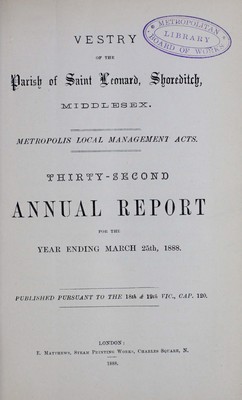 VESTRY
OF THE
Parish of Saint Leonard, Shoreditch,
MIDDLESEX.
METROPOLITAN
LIBRARY
BOARD OF WORKS
METROPOLIS LOCAL MANAGEMENT ACTS.
THIRTY-SECOND
ANNUAL REPORT
FOR THE
YEAR ENDING MARCH 25th, 1888.
PUBLISHED PURSUANT TO THE 18th & 19th VIC., CAP. 120.
LONDON:
E. MATTHEWS, STEAM PRINTING WORKS, CHARLES SQUARE, N.
1888.